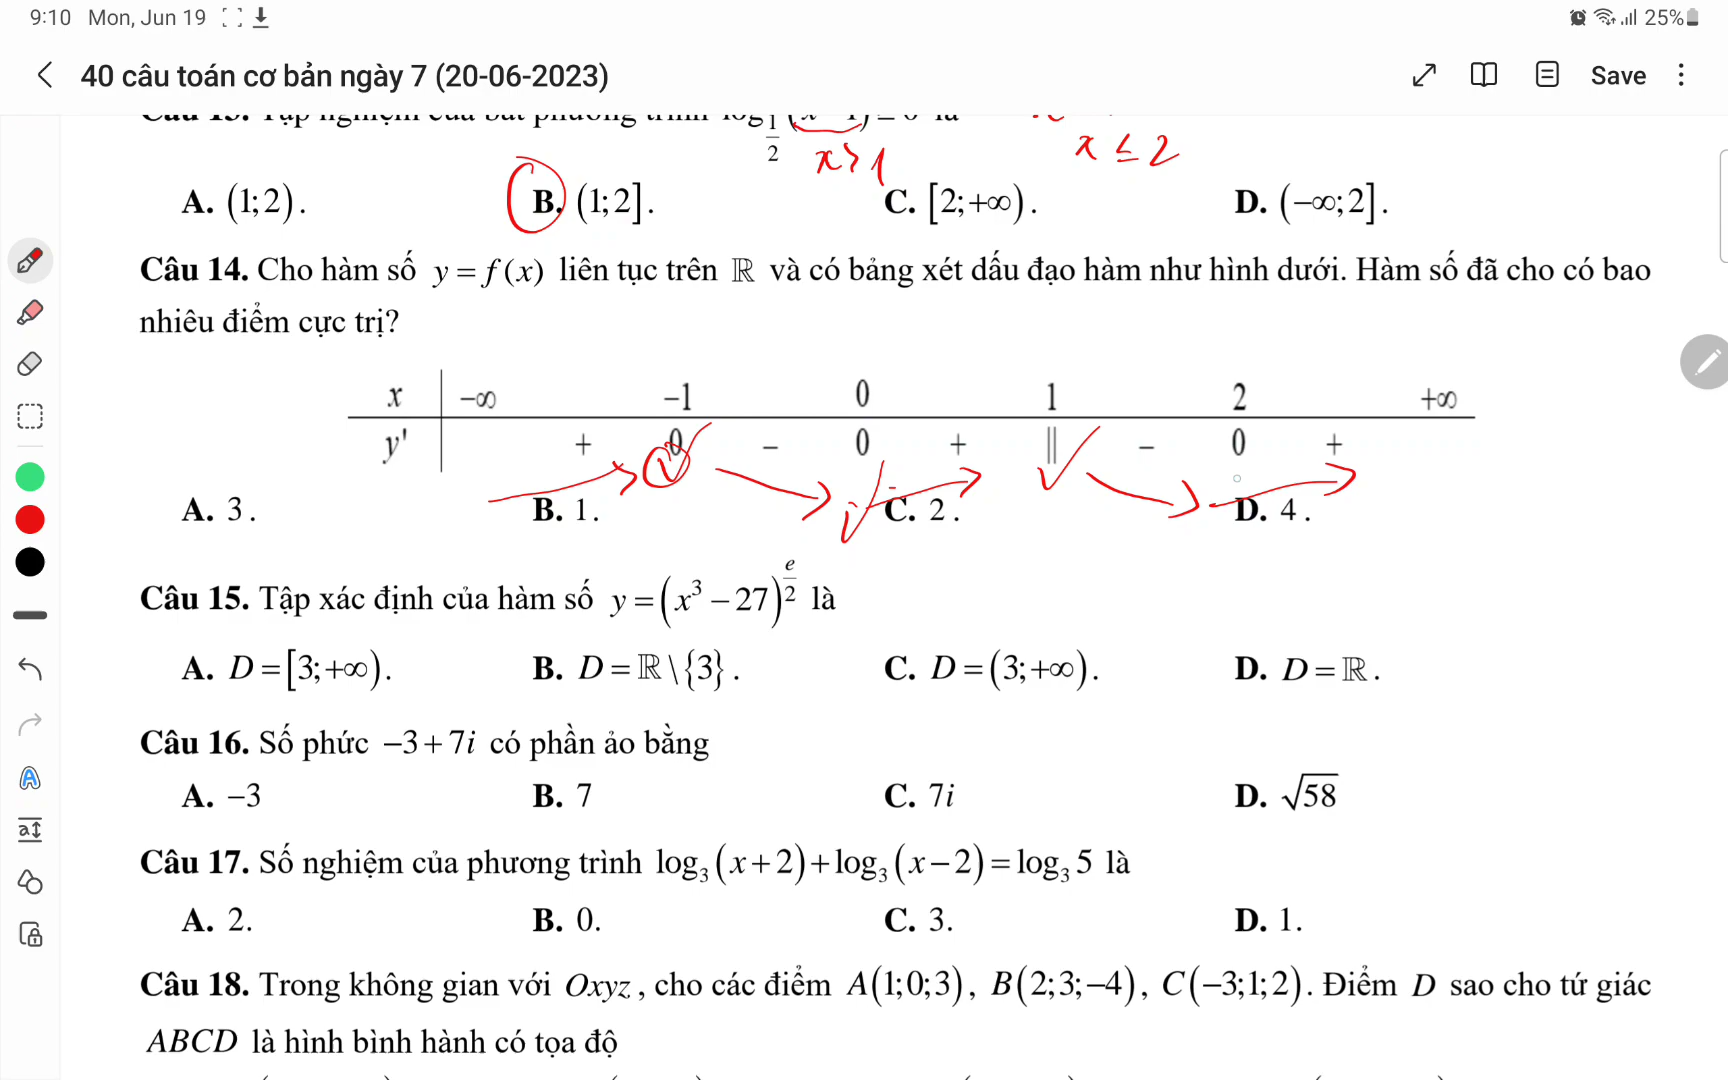 9:10 Mon, Jun 19 25%
40 câu toán cơ bản ngày 7 (20-06-2023) Save
x > 1 x ≤ 2
A. (1;2). B. (1;2]. C. [2;+∞). D. (−∞;2].
Câu 14. Cho hàm số y = f(x) liên tục trên ℝ và có bảng xét dấu đạo hàm như hình dưới. Hàm số đã cho có bao
nhiêu điểm cực trị?
x −∞ −1 0 1 2 +∞
y' + 0 − 0 + || − 0 +
A. 3. B. 1. C. 2. D. 4.
Câu 15. Tập xác định của hàm số y = (x³ − 27)^(e/2) là
A. D = [3;+∞). B. D = ℝ \ {3}. C. D = (3;+∞). D. D = ℝ.
Câu 16. Số phức −3 + 7i có phần ảo bằng
A. −3 B. 7 C. 7i D. √58
Câu 17. Số nghiệm của phương trình log₃(x+2) + log₃(x−2) = log₃5 là
A. 2. B. 0. C. 3. D. 1.
Câu 18. Trong không gian với Oxyz, cho các điểm A(1;0;3), B(2;3;−4), C(−3;1;2). Điểm D sao cho tứ giác
ABCD là hình bình hành có tọa độ